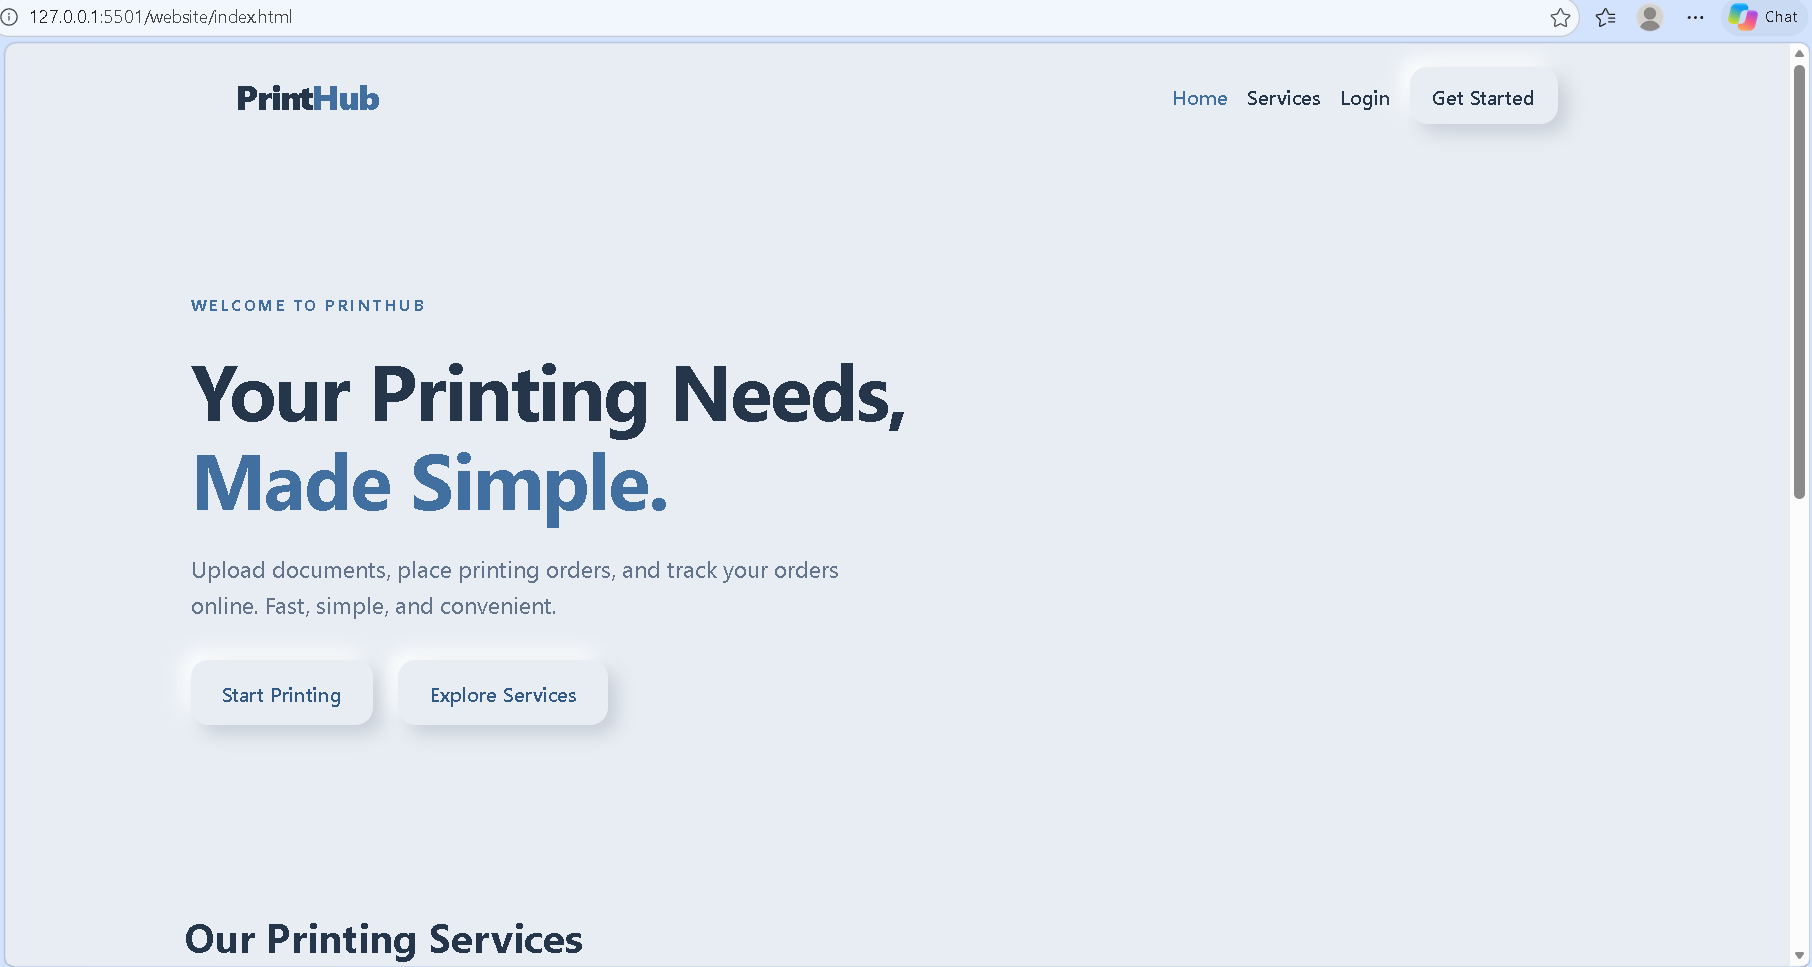 127.0.0.1:5501/website/index.html
Chat
PrintHub
Home Services Login Get Started
WELCOME TO PRINTHUB
Your Printing Needs,
Made Simple.
Upload documents, place printing orders, and track your orders
online. Fast, simple, and convenient.
Start Printing Explore Services
Our Printing Services